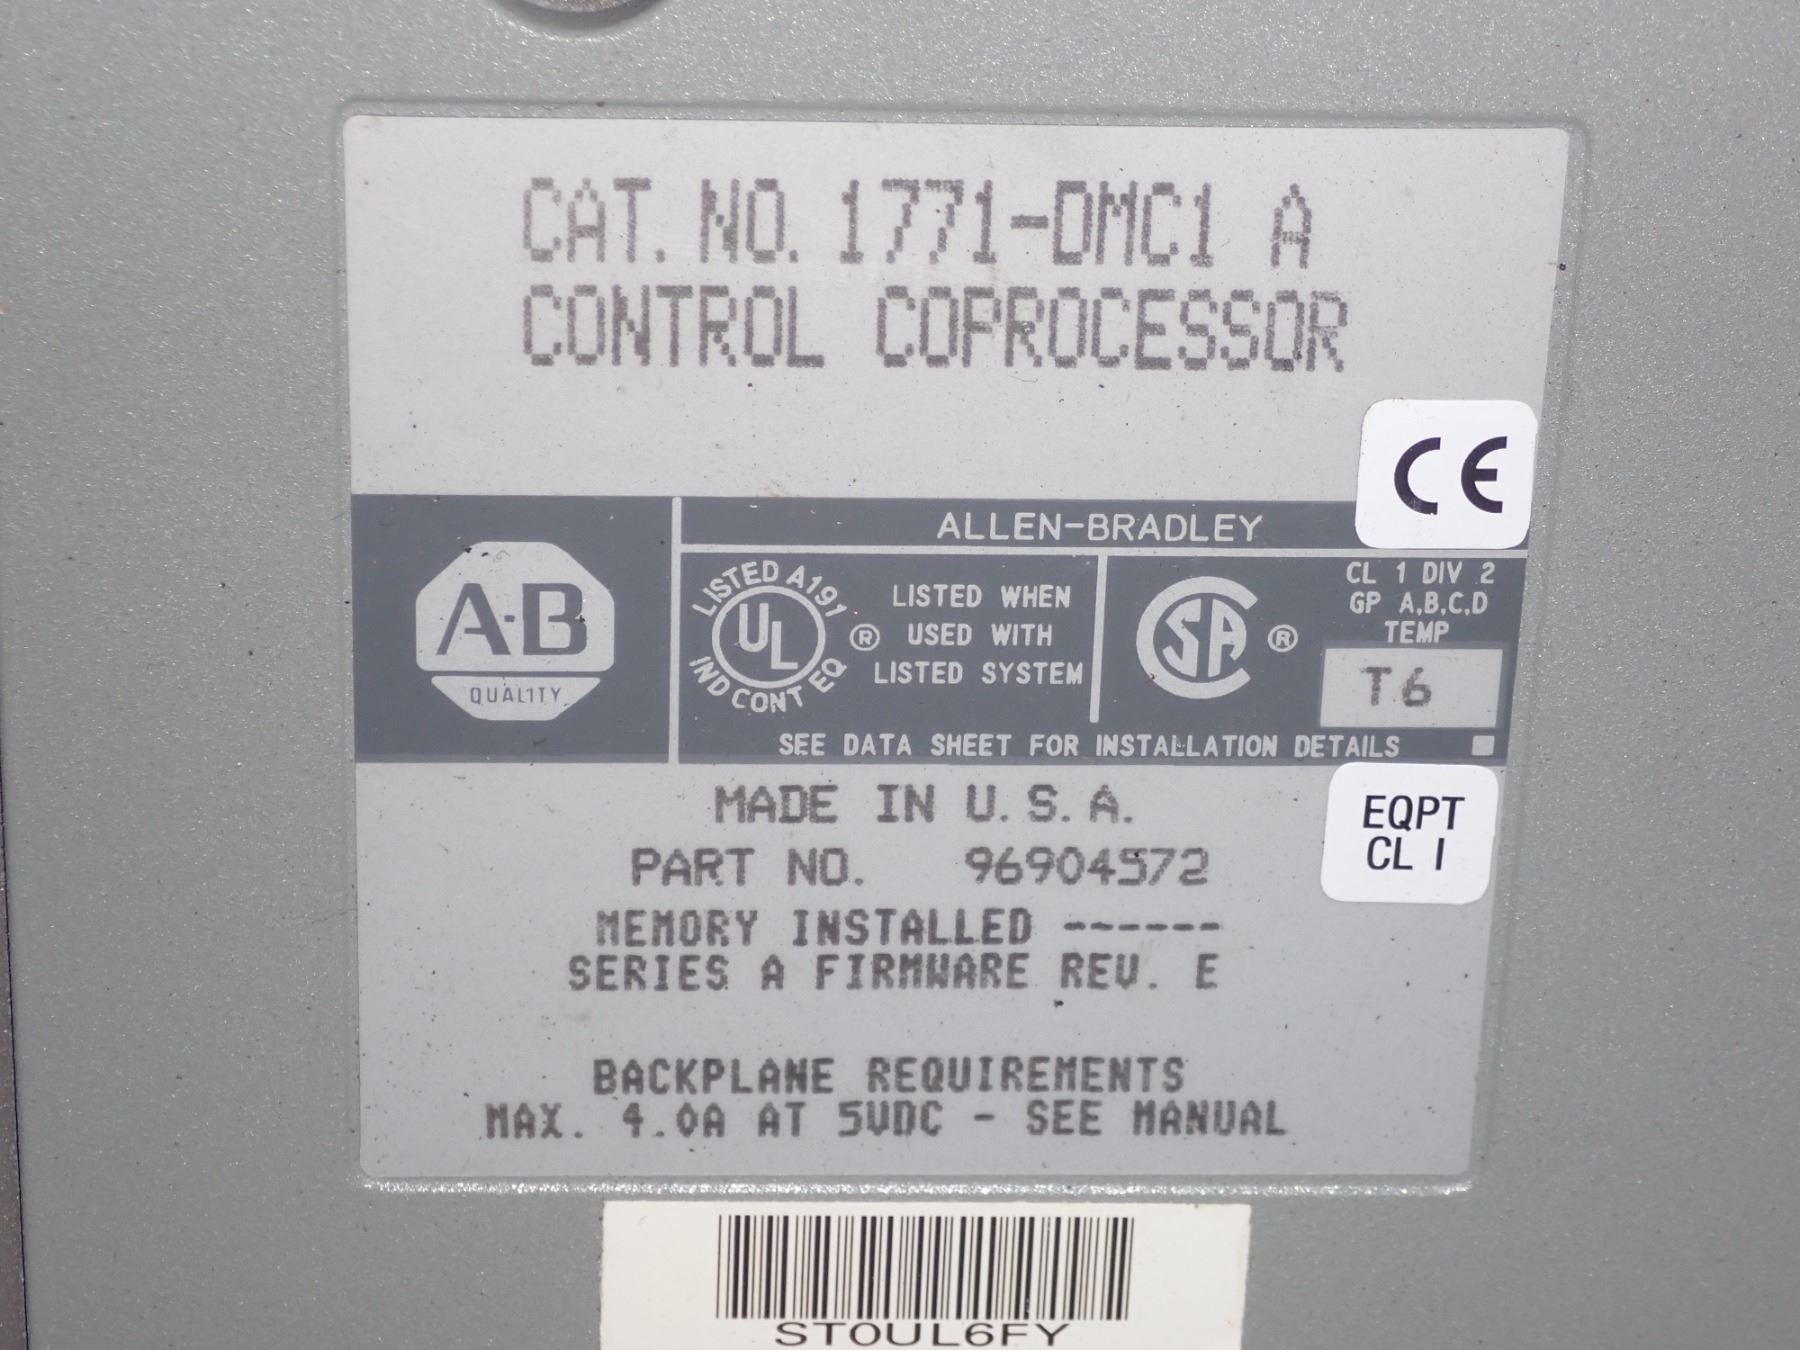 CAT. NO. 1771-DMC1 A
CONTROL COPROCESSOR
CE
ALLEN-BRADLEY
A-B
QUALITY
LISTED A191
UL
IND CONT EQ
®
LISTED WHEN
USED WITH
LISTED SYSTEM
SA
®
CL 1 DIV 2
GP A,B,C,D
TEMP
T6
SEE DATA SHEET FOR INSTALLATION DETAILS
MADE IN U.S.A.
EQPT
CL I
PART NO. 96904572
MEMORY INSTALLED ------
SERIES A FIRMWARE REV. E
BACKPLANE REQUIREMENTS
MAX. 4.0A AT 5VDC - SEE MANUAL
ST0UL6FY